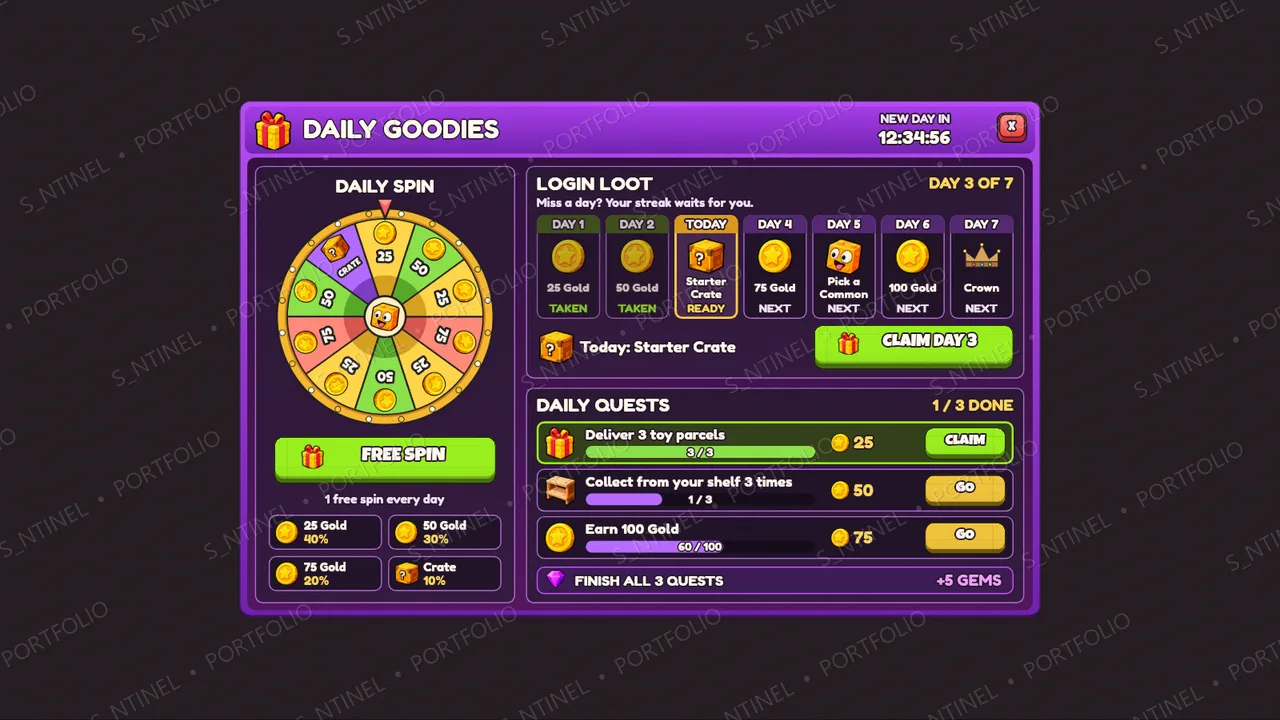 DAILY GOODIES
NEW DAY IN
12:34:56
X
DAILY SPIN
25
50
25
75
25
50
25
75
50
CRATE
FREE SPIN
1 free spin every day
25 Gold
40%
50 Gold
30%
75 Gold
20%
Crate
10%
LOGIN LOOT
DAY 3 OF 7
Miss a day? Your streak waits for you.
DAY 1
25 Gold
TAKEN
DAY 2
50 Gold
TAKEN
TODAY
?
Starter
Crate
READY
DAY 4
75 Gold
NEXT
DAY 5
Pick a
Common
NEXT
DAY 6
100 Gold
NEXT
DAY 7
Crown
NEXT
Today: Starter Crate
CLAIM DAY 3
DAILY QUESTS
1 / 3 DONE
Deliver 3 toy parcels
3 / 3
25
CLAIM
Collect from your shelf 3 times
1 / 3
50
GO
Earn 100 Gold
60 / 100
75
GO
FINISH ALL 3 QUESTS
+5 GEMS
S_NTINEL • PORTFOLIO